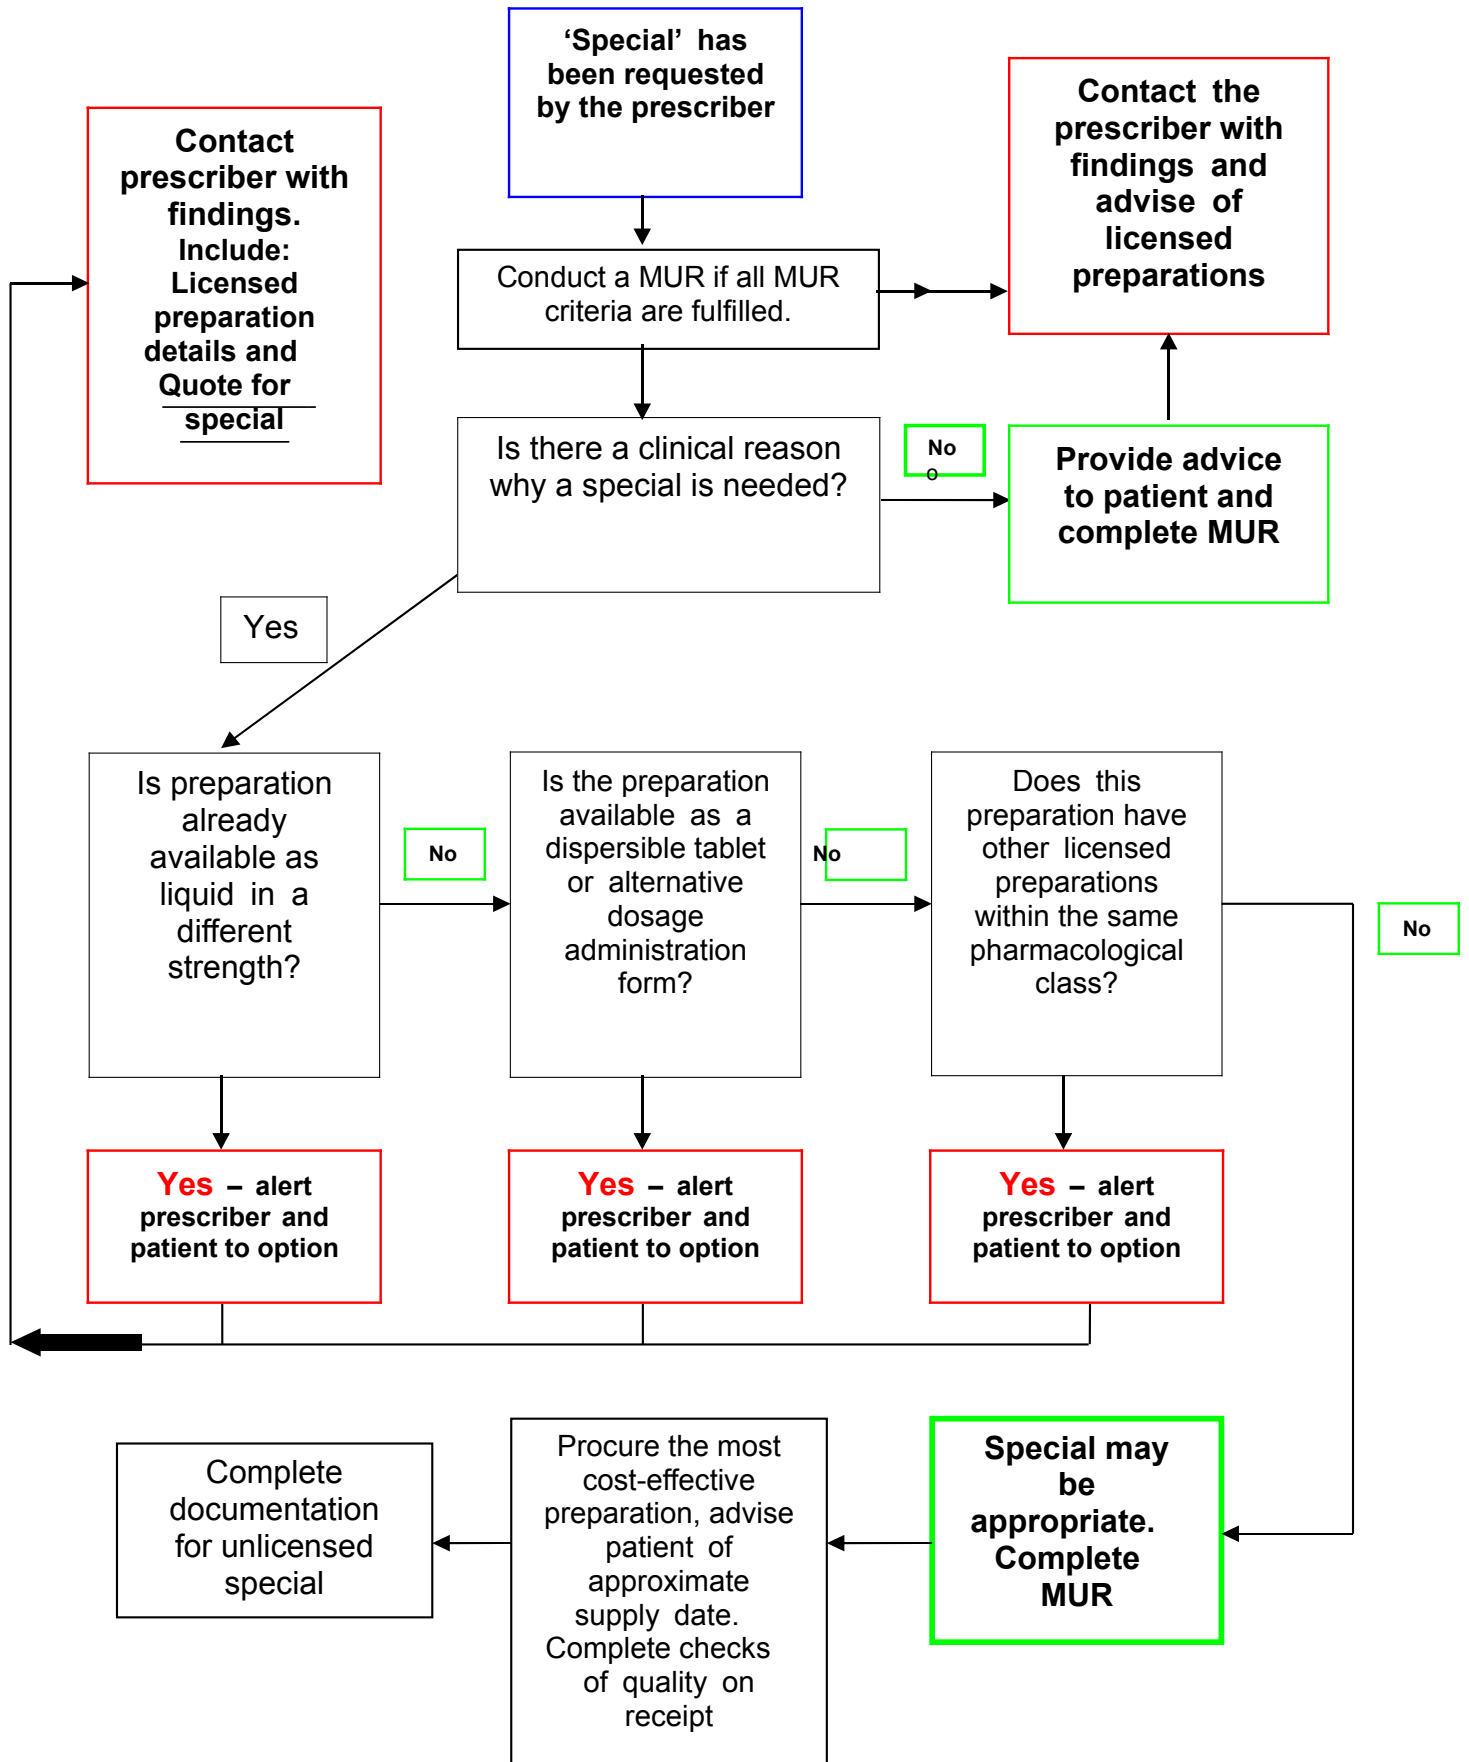 ‘Special’ has
been requested
by the prescriber
Contact the
prescriber with
findings and
advise of
licensed
preparations
Contact
prescriber with
findings.
Include:
Licensed
preparation
details and
Quote for
special
Conduct a MUR if all MUR
criteria are fulfilled.
Is there a clinical reason
why a special is needed?
No
o
Provide advice
to patient and
complete MUR
Yes
Is preparation
already
available as
liquid in a
different
strength?
No
Is the preparation
available as a
dispersible tablet
or alternative
dosage
administration
form?
No
Does this
preparation have
other licensed
preparations
within the same
pharmacological
class?
No
Yes – alert
prescriber and
patient to option
Yes – alert
prescriber and
patient to option
Yes – alert
prescriber and
patient to option
Complete
documentation
for unlicensed
special
Procure the most
cost-effective
preparation, advise
patient of
approximate
supply date.
Complete checks
of quality on
receipt
Special may
be
appropriate.
Complete
MUR